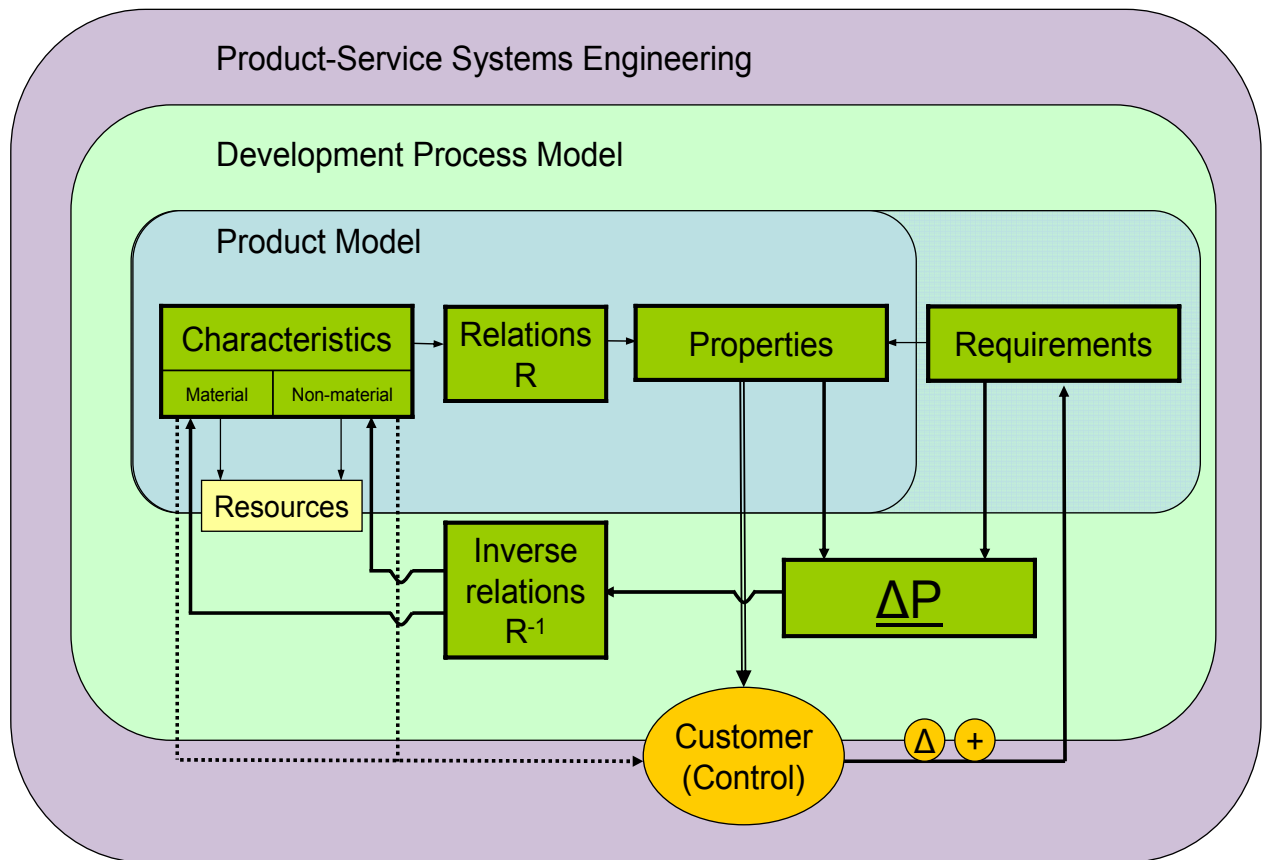 Product-Service Systems Engineering
Development Process Model
Product Model
Characteristics
Material
Non-material
Relations
R
Properties
Requirements
Resources
Inverse
relations
R⁻¹
ΔP
Customer
(Control)
Δ
+